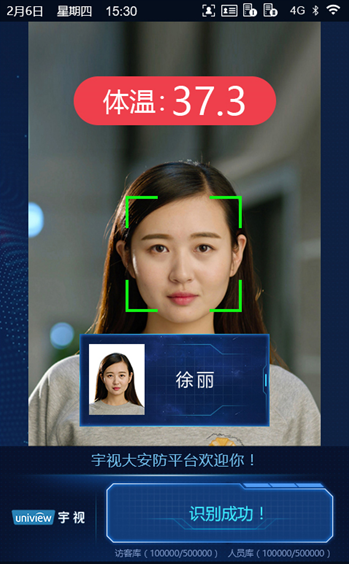 2月6日 星期四 15:30 4G
体温：37.3
徐丽
宇视大安防平台欢迎你！
uniview 宇视
识别成功！
访客库（100000/500000） 人员库（100000/500000）